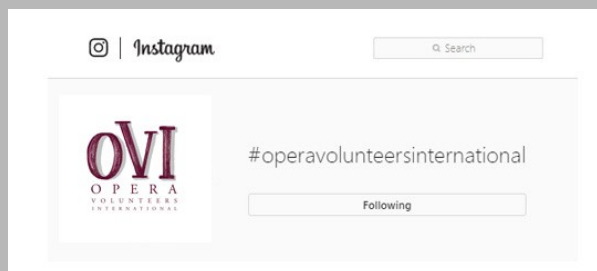 Instagram
Search
OVI
OPERA
VOLUNTEERS
INTERNATIONAL
#operavolunteersinternational
Following